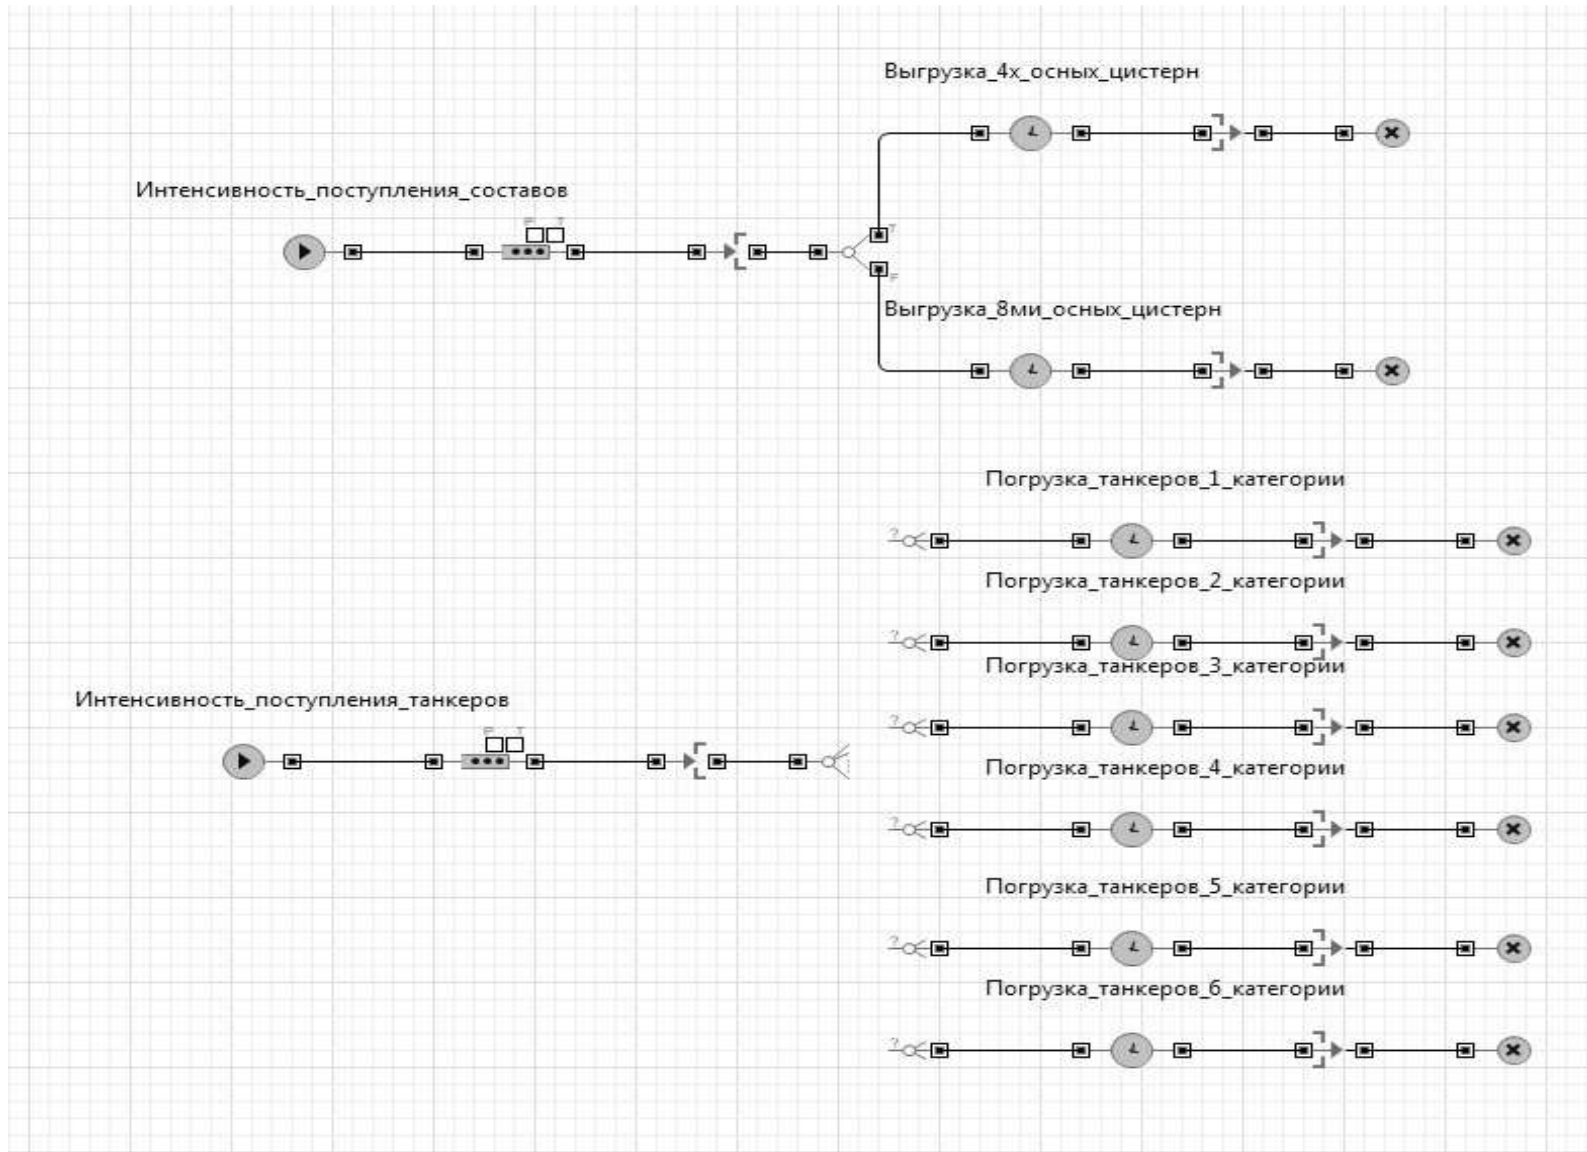 Выгрузка_4х_осных_цистерн
Интенсивность_поступления_составов
P T
T
F
Выгрузка_8ми_осных_цистерн
Погрузка_танкеров_1_категории
?
Погрузка_танкеров_2_категории
?
Погрузка_танкеров_3_категории
Интенсивность_поступления_танкеров
?
P T
Погрузка_танкеров_4_категории
?
Погрузка_танкеров_5_категории
?
Погрузка_танкеров_6_категории
?